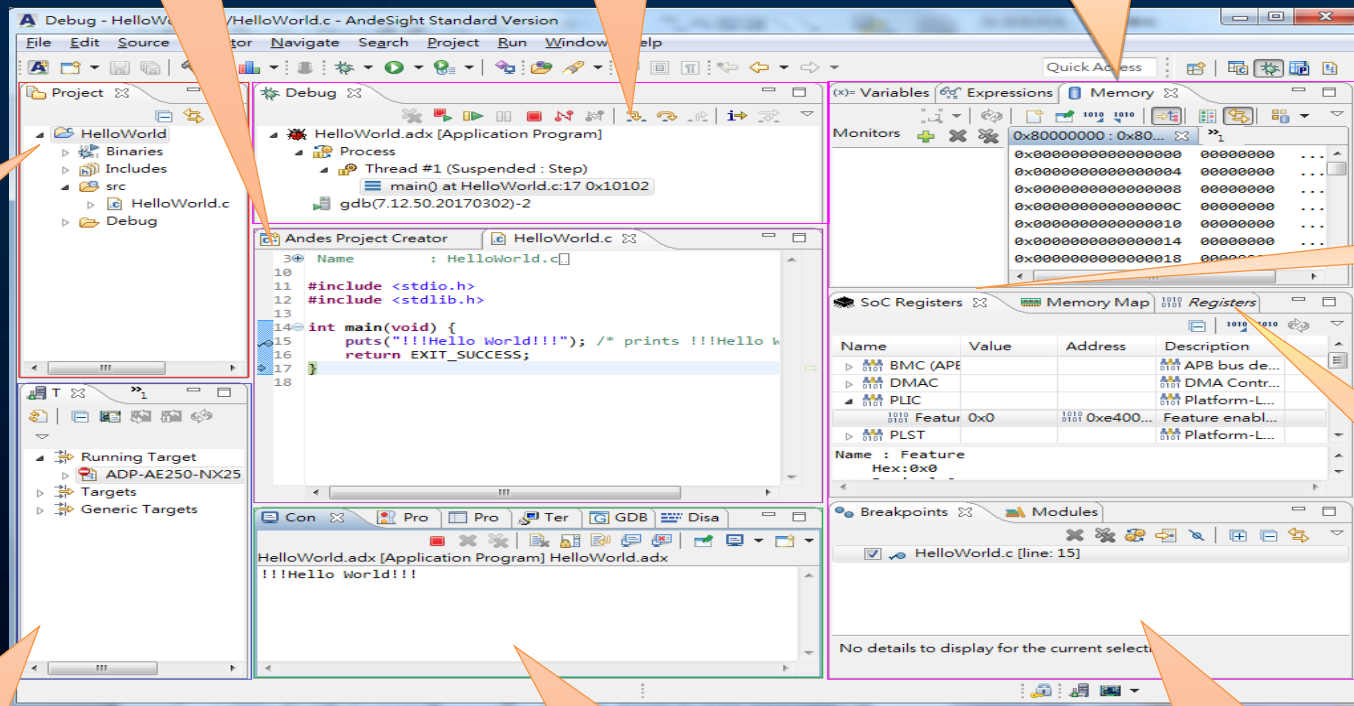 Debug - HelloWo /HelloWorld.c - AndeSight Standard Version
File Edit Source tor Navigate Search Project Run Window elp
Quick Access
Project
HelloWorld
Binaries
Includes
src
HelloWorld.c
Debug
T
»1
Running Target
ADP-AE250-NX25
Targets
Generic Targets
Debug
HelloWorld.adx [Application Program]
Process
Thread #1 (Suspended : Step)
main() at HelloWorld.c:17 0x10102
gdb(7.12.50.20170302)-2
Andes Project Creator HelloWorld.c
3 Name : HelloWorld.c
10
11 #include <stdio.h>
12 #include <stdlib.h>
13
14 int main(void) {
15 puts("!!!Hello World!!!"); /* prints !!!Hello W
16 return EXIT_SUCCESS;
17 }
18
Con Pro Pro Ter GDB Disa
HelloWorld.adx [Application Program] HelloWorld.adx
!!!Hello World!!!
(x)= Variables Expressions Memory
Monitors 0x80000000 : 0x80... »1
0x0000000000000000 00000000 ...
0x0000000000000004 00000000 ...
0x0000000000000008 00000000 ...
0x000000000000000C 00000000 ...
0x0000000000000010 00000000 ...
0x0000000000000014 00000000 ...
0x0000000000000018 ...
SoC Registers Memory Map Registers
Name Value Address Description
BMC (APB APB bus de...
DMAC DMA Contr...
PLIC Platform-L...
Featur 0x0 0xe400... Feature enabl...
PLST Platform-L...
Name : Feature
Hex:0x0
Breakpoints Modules
HelloWorld.c [line: 15]
No details to display for the current selecti